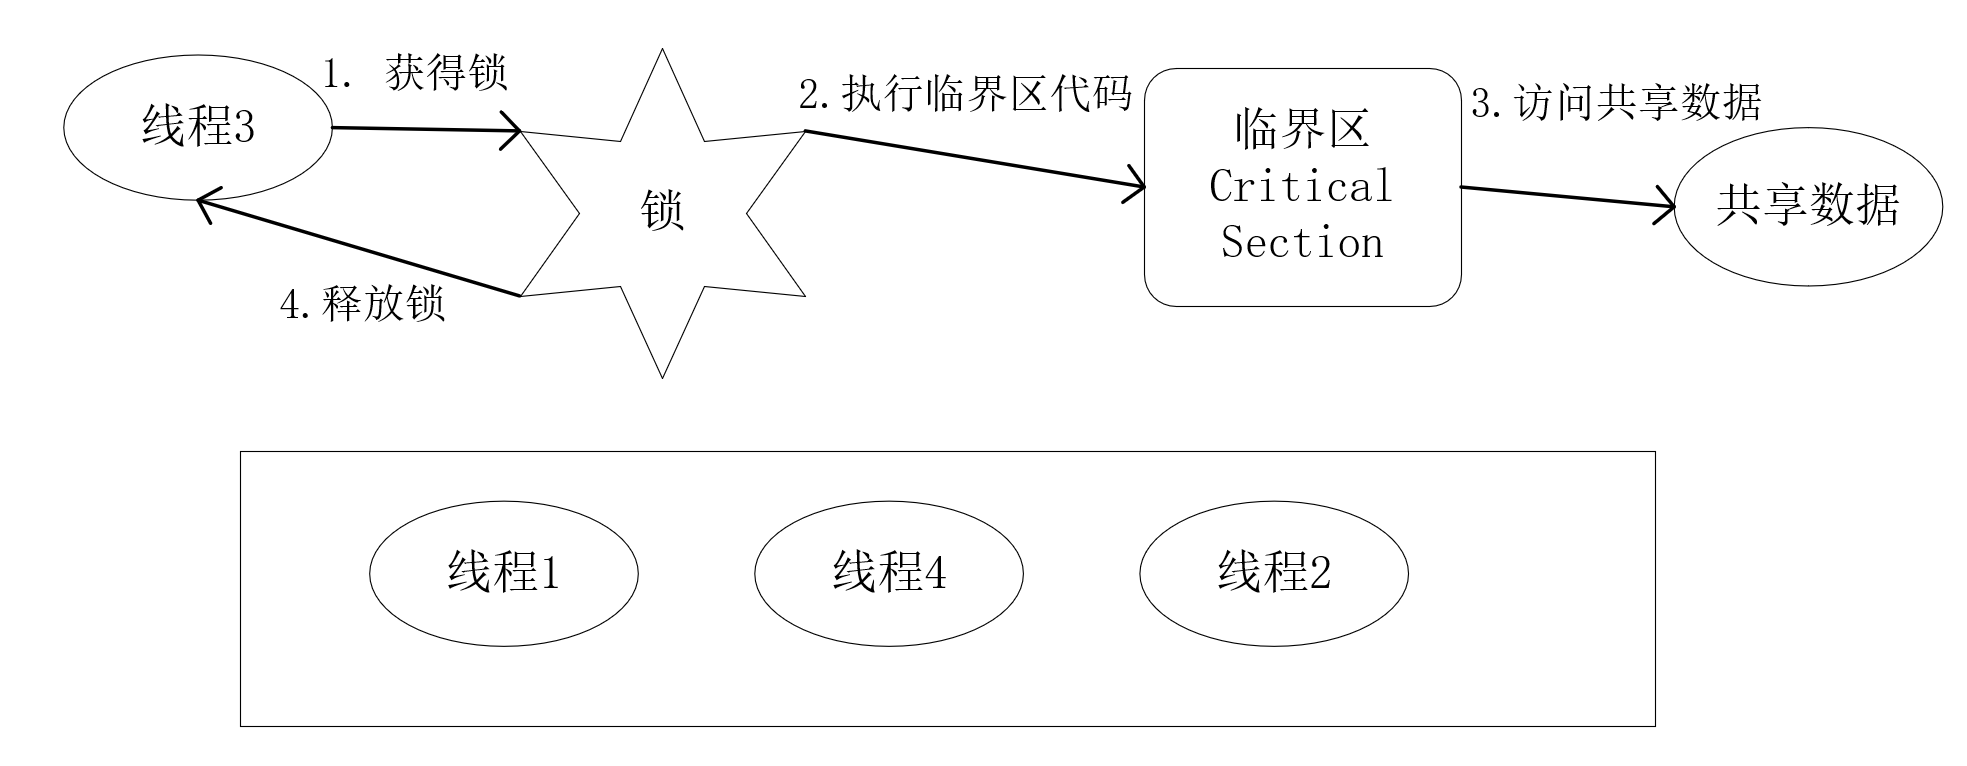 线程3
1. 获得锁
锁
2.执行临界区代码
临界区
Critical
Section
3.访问共享数据
共享数据
4.释放锁
线程1
线程4
线程2